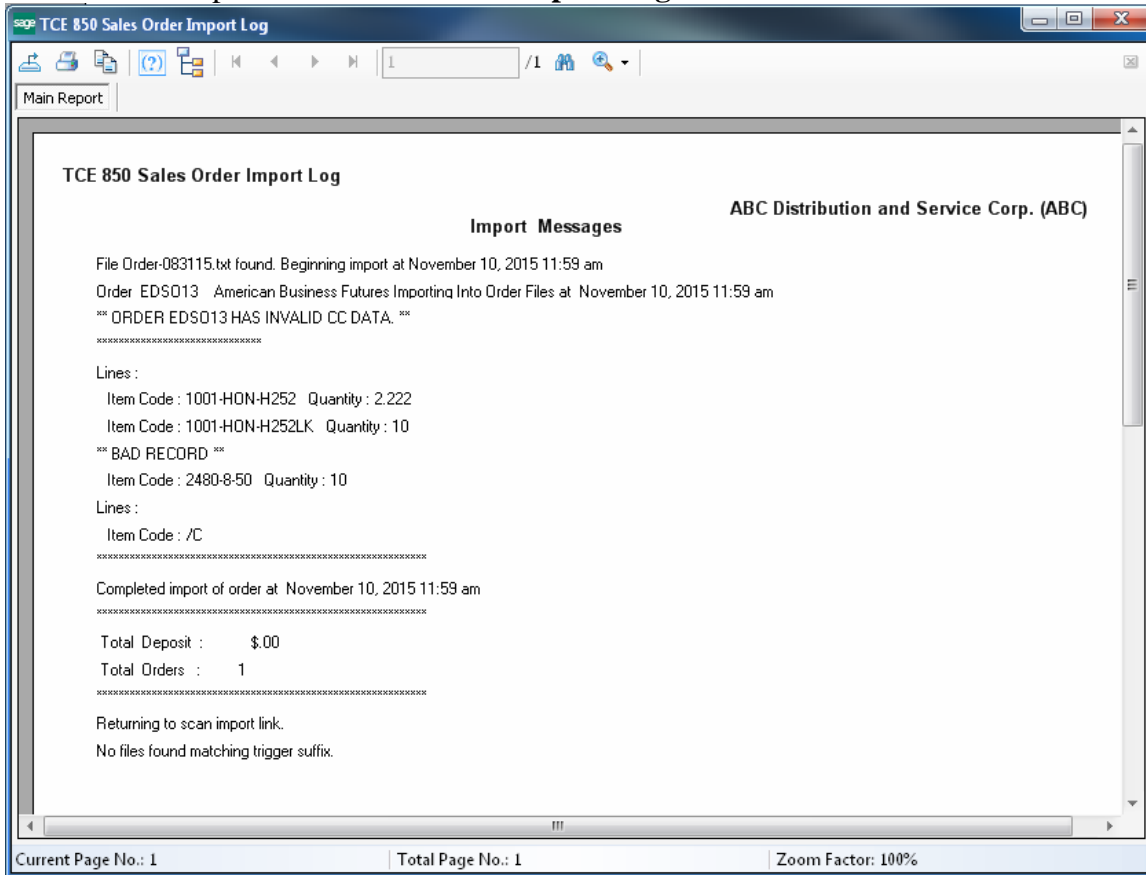 sage TCE 850 Sales Order Import Log
1 /1
Main Report
TCE 850 Sales Order Import Log
ABC Distribution and Service Corp. (ABC)
Import Messages
File Order-083115.txt found. Beginning import at November 10, 2015 11:59 am
Order EDSO13 American Business Futures Importing Into Order Files at November 10, 2015 11:59 am
** ORDER EDSO13 HAS INVALID CC DATA. **
******************************
Lines :
Item Code : 1001-HON-H252 Quantity : 2.222
Item Code : 1001-HON-H252LK Quantity : 10
** BAD RECORD **
Item Code : 2480-8-50 Quantity : 10
Lines :
Item Code : /C
************************************************************
Completed import of order at November 10, 2015 11:59 am
************************************************************
Total Deposit : $.00
Total Orders : 1
************************************************************
Returning to scan import link.
No files found matching trigger suffix.
Current Page No.: 1 Total Page No.: 1 Zoom Factor: 100%